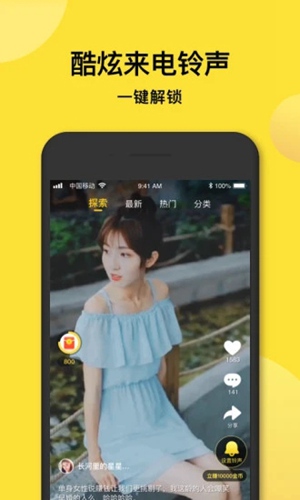 酷炫来电铃声
一键解锁
中国移动
9:41 AM
100%
探索
最新
热门
分类
1583
800
141
分享
长河里的星星...
设置铃声
立赚10000金币